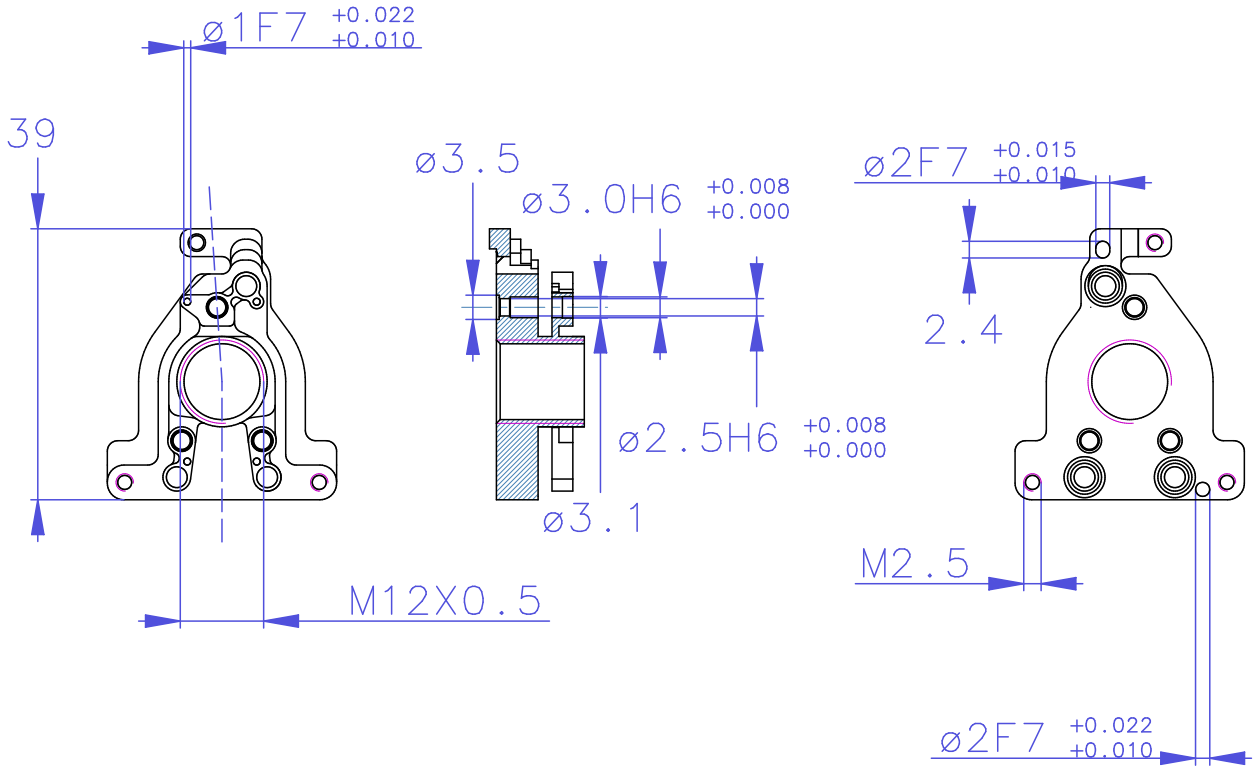 ø1F7 +0.022
+0.010
39
ø3.5
ø3.0H6 +0.008
+0.000
ø2F7 +0.015
+0.010
2.4
ø2.5H6 +0.008
+0.000
ø3.1
M2.5
M12X0.5
ø2F7 +0.022
+0.010